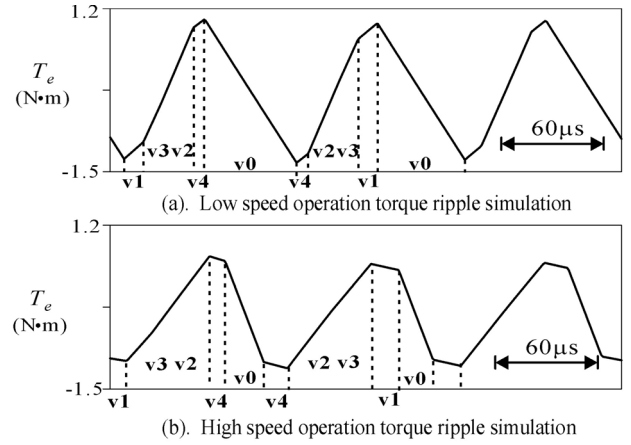 1.2
T_e
(N•m)
v3 v2
60μs
v0
v2 v3
v0
-1.5
v1
v4
v4
v1
(a). Low speed operation torque ripple simulation
1.2
T_e
(N•m)
60μs
v3 v2
v2 v3
v0
v0
-1.5
v1
v4
v4
v1
(b). High speed operation torque ripple simulation